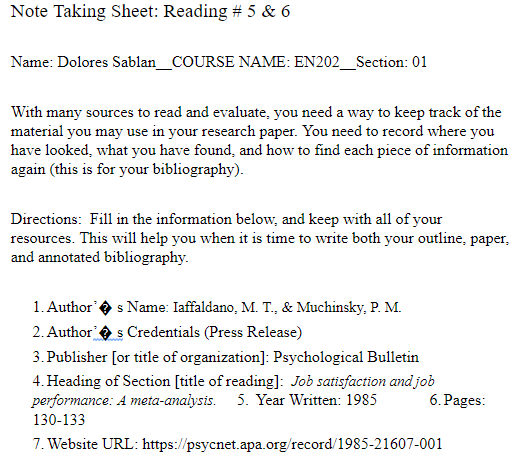 Note Taking Sheet: Reading # 5 & 6
Name: Dolores Sablan__COURSE NAME: EN202__Section: 01
With many sources to read and evaluate, you need a way to keep track of the
material you may use in your research paper. You need to record where you
have looked, what you have found, and how to find each piece of information
again (this is for your bibliography).
Directions:  Fill in the information below, and keep with all of your
resources. This will help you when it is time to write both your outline, paper,
and annotated bibliography.
1. Author’� s Name: Iaffaldano, M. T., & Muchinsky, P. M.
2. Author’� s Credentials (Press Release)
3. Publisher [or title of organization]: Psychological Bulletin
4. Heading of Section [title of reading]:  Job satisfaction and job
performance: A meta-analysis.    5.  Year Written: 1985    6. Pages:
130-133
7. Website URL: https://psycnet.apa.org/record/1985-21607-001